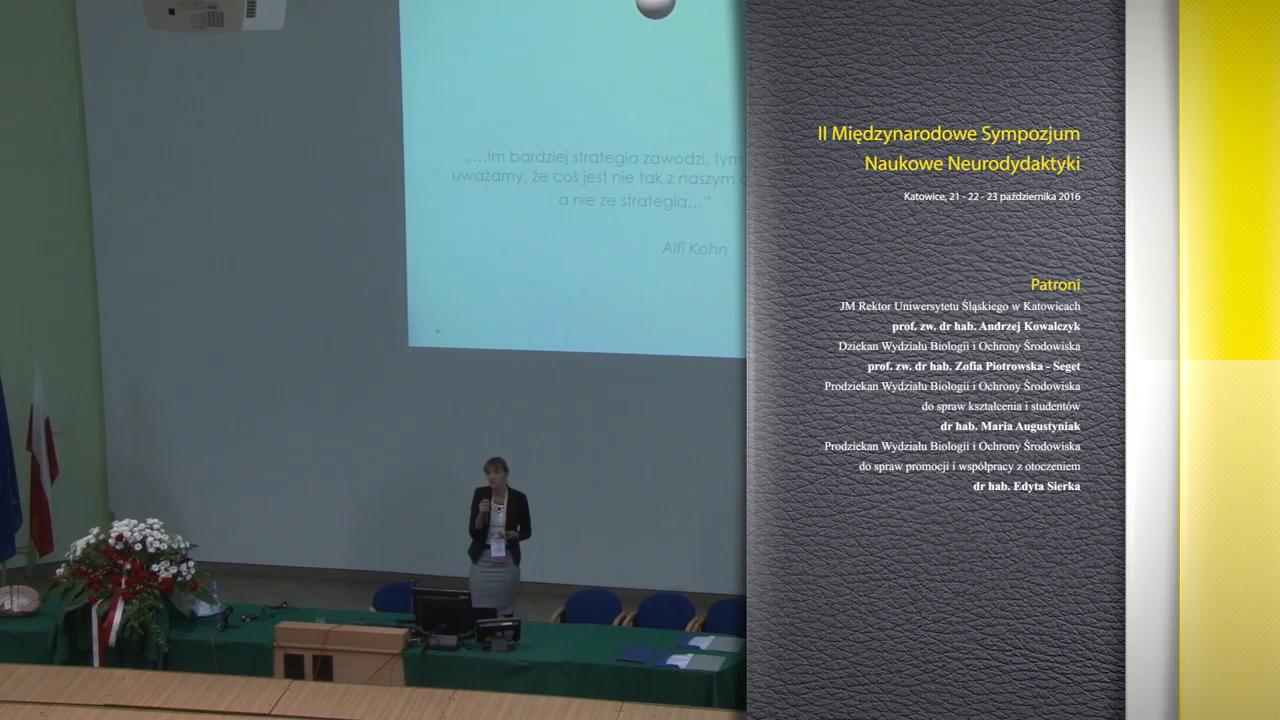 „...Im bardziej strategia zawodzi, tym
uważamy, że coś jest nie tak z naszym
a nie ze strategią..."
Alfi Kohn
II Międzynarodowe Sympozjum
Naukowe Neurodydaktyki
Katowice, 21 - 22 - 23 października 2016
Patroni
JM Rektor Uniwersytetu Śląskiego w Katowicach
prof. zw. dr hab. Andrzej Kowalczyk
Dziekan Wydziału Biologii i Ochrony Środowiska
prof. zw. dr hab. Zofia Piotrowska - Seget
Prodziekan Wydziału Biologii i Ochrony Środowiska
do spraw kształcenia i studentów
dr hab. Maria Augustyniak
Prodziekan Wydziału Biologii i Ochrony Środowiska
do spraw promocji i współpracy z otoczeniem
dr hab. Edyta Sierka